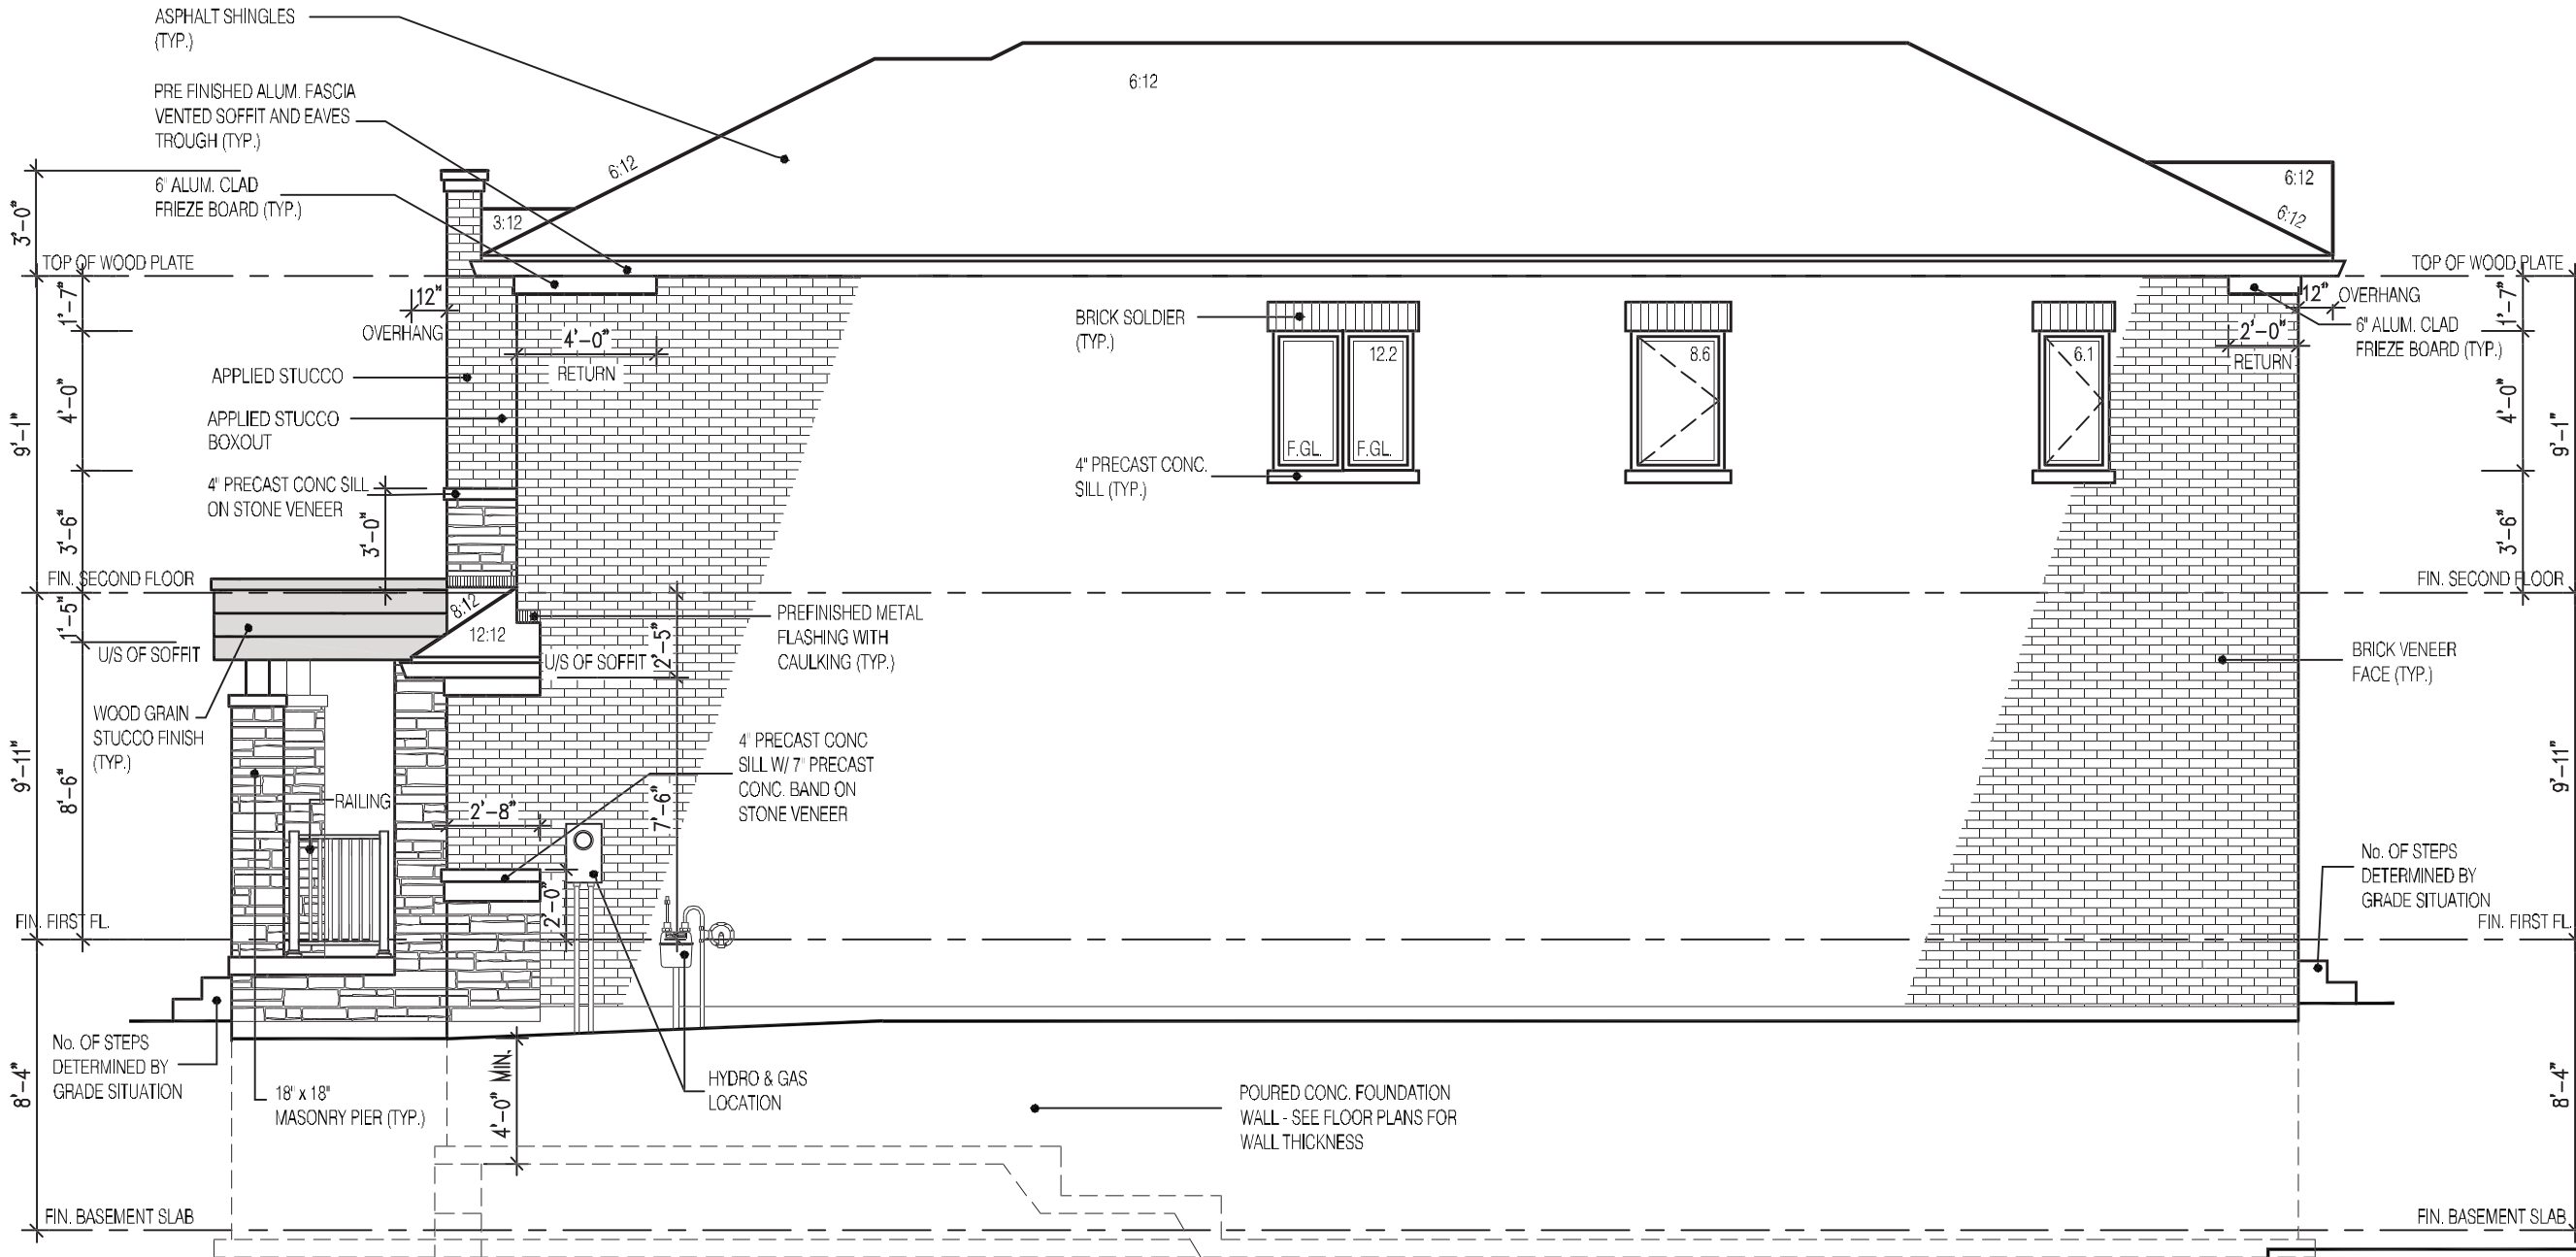 ASPHALT SHINGLES
(TYP.)
PRE FINISHED ALUM. FASCIA
VENTED SOFFIT AND EAVES
TROUGH (TYP.)
6" ALUM. CLAD
FRIEZE BOARD (TYP.)
6:12
6:12
3:12
6:12
6:12
3'-0"
TOP OF WOOD PLATE
TOP OF WOOD PLATE
1'-7"
4'-0"
3'-6"
9'-1"
12"
OVERHANG
4'-0"
RETURN
APPLIED STUCCO
APPLIED STUCCO
BOXOUT
4" PRECAST CONC SILL
ON STONE VENEER
3'-0"
BRICK SOLDIER
(TYP.)
12.2
F.GL.
F.GL.
8.6
6.1
4" PRECAST CONC.
SILL (TYP.)
12"
OVERHANG
2'-0"
RETURN
6" ALUM. CLAD
FRIEZE BOARD (TYP.)
1'-7"
4'-0"
3'-6"
9'-1"
FIN. SECOND FLOOR
FIN. SECOND FLOOR
1'-5"
U/S OF SOFFIT
8:12
12:12
U/S OF SOFFIT
2'-5"
PREFINISHED METAL
FLASHING WITH
CAULKING (TYP.)
BRICK VENEER
FACE (TYP.)
WOOD GRAIN
STUCCO FINISH
(TYP.)
9'-11"
8'-6"
RAILING
4" PRECAST CONC
SILL W/ 7" PRECAST
CONC. BAND ON
STONE VENEER
2'-8"
7'-6"
2'-0"
9'-11"
No. OF STEPS
DETERMINED BY
GRADE SITUATION
FIN. FIRST FL.
FIN. FIRST FL.
No. OF STEPS
DETERMINED BY
GRADE SITUATION
18" x 18"
MASONRY PIER (TYP.)
4'-0" MIN.
HYDRO & GAS
LOCATION
POURED CONC. FOUNDATION
WALL - SEE FLOOR PLANS FOR
WALL THICKNESS
8'-4"
8'-4"
FIN. BASEMENT SLAB
FIN. BASEMENT SLAB